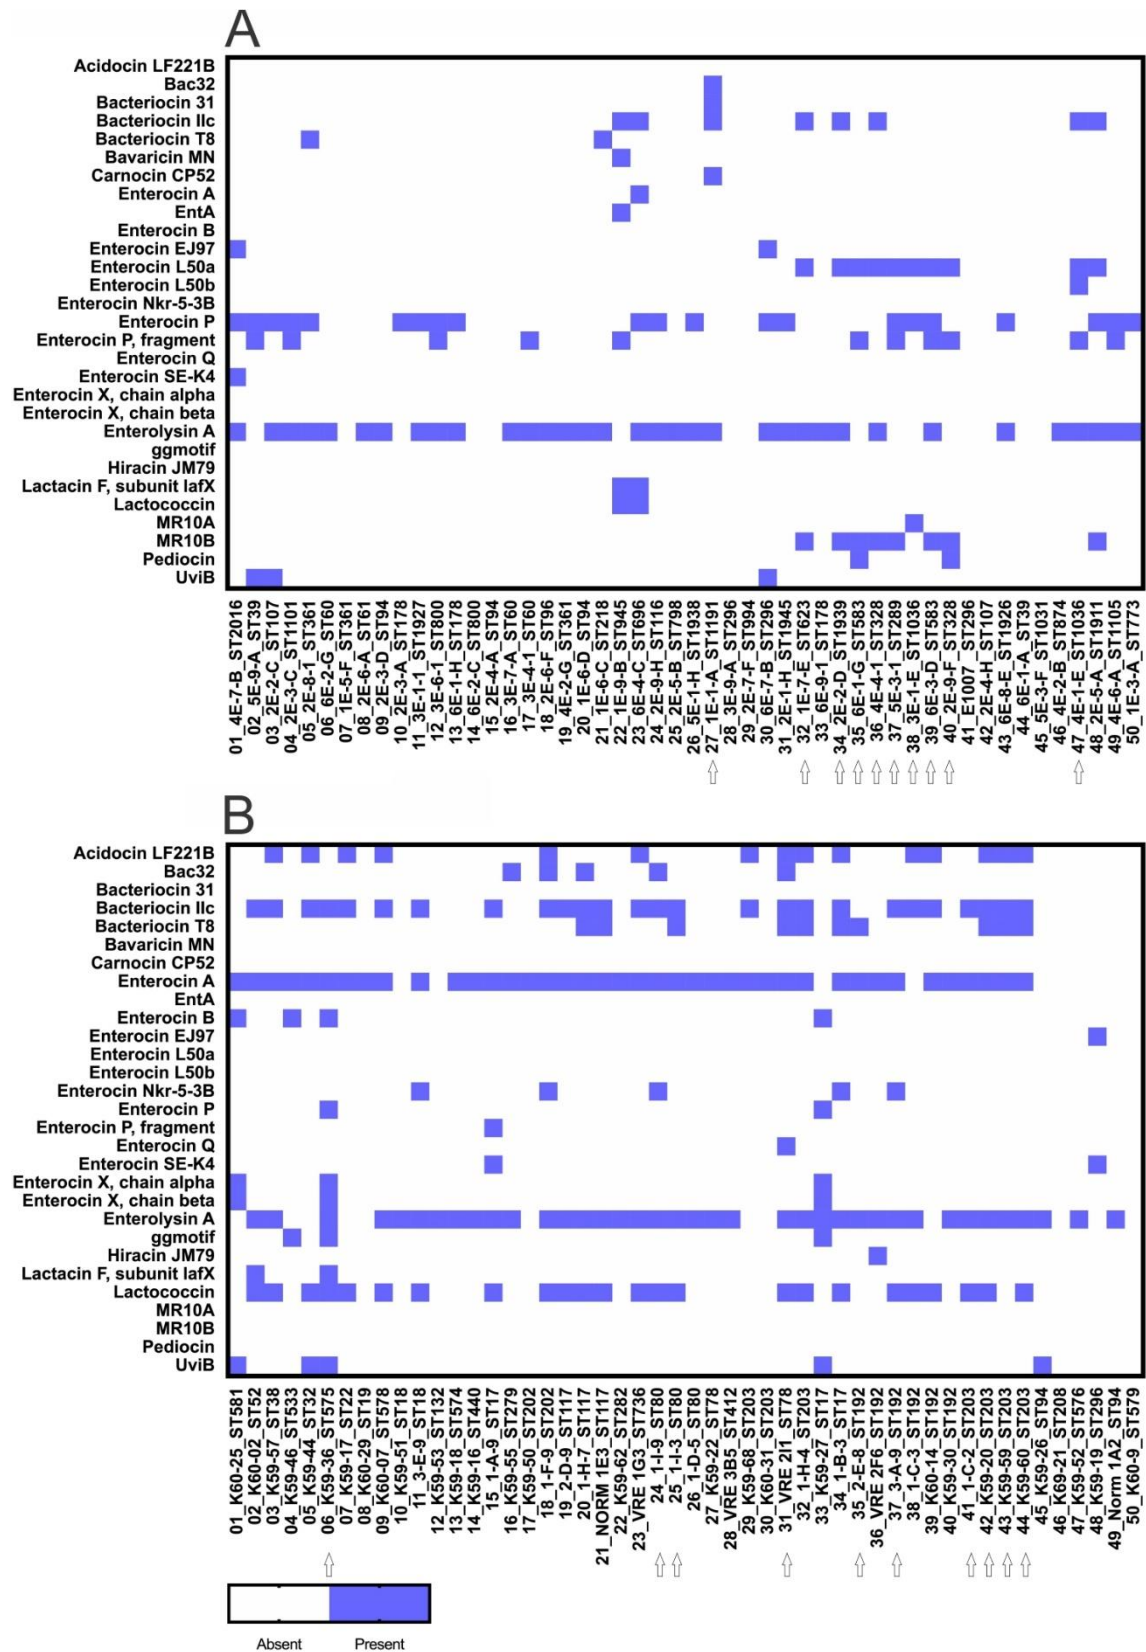 A
Acidocin LF221B
Bac32
Bacteriocin 31
Bacteriocin IIc
Bacteriocin T8
Bavaricin MN
Carnocin CP52
Enterocin A
EntA
Enterocin B
Enterocin EJ97
Enterocin L50a
Enterocin L50b
Enterocin Nkr-5-3B
Enterocin P
Enterocin P, fragment
Enterocin Q
Enterocin SE-K4
Enterocin X, chain alpha
Enterocin X, chain beta
Enterolysin A
ggmotif
Hiracin JM79
Lactacin F, subunit lafX
Lactococcin
MR10A
MR10B
Pediocin
UviB
01_4E-7-B_ST2016
02_5E-9-A_ST39
03_2E-2-C_ST107
04_2E-3-C_ST1101
05_2E-8-1_ST361
06_6E-2-G_ST60
07_1E-5-F_ST361
08_2E-6-A_ST61
09_2E-3-D_ST94
10_2E-3-A_ST178
11_3E-1-1_ST1927
12_3E-6-1_ST800
13_6E-1-H_ST178
14_6E-2-C_ST800
15_2E-4-A_ST94
16_3E-7-A_ST60
17_3E-4-1_ST60
18_2E-6-F_ST96
19_4E-2-G_ST361
20_1E-6-D_ST94
21_1E-6-C_ST218
22_1E-9-B_ST945
23_4E-6-C_ST696
24_2E-9-H_ST116
25_2E-5-B_ST798
26_5E-1-H_ST1938
27_1E-1-A_ST1191
28_3E-9-A_ST296
29_2E-7-F_ST994
30_6E-7-B_ST296
31_2E-1-H_ST1945
32_1E-7-E_ST623
33_6E-9-1_ST178
34_2E-2-D_ST1939
35_6E-1-G_ST583
36_4E-4-1_ST328
37_5E-3-1_ST289
38_3E-1-E_ST1036
39_6E-3-D_ST583
40_2E-9-F_ST328
41_E1007_ST296
42_2E-4-H_ST107
43_6E-8-E_ST1926
44_6E-1-A_ST39
45_5E-3-F_ST1031
46_4E-2-B_ST874
47_4E-1-E_ST1036
48_2E-5-A_ST1911
49_4E-6-A_ST1105
50_1E-3-A_ST773
B
Acidocin LF221B
Bac32
Bacteriocin 31
Bacteriocin IIc
Bacteriocin T8
Bavaricin MN
Carnocin CP52
Enterocin A
EntA
Enterocin B
Enterocin EJ97
Enterocin L50a
Enterocin L50b
Enterocin Nkr-5-3B
Enterocin P
Enterocin P, fragment
Enterocin Q
Enterocin SE-K4
Enterocin X, chain alpha
Enterocin X, chain beta
Enterolysin A
ggmotif
Hiracin JM79
Lactacin F, subunit lafX
Lactococcin
MR10A
MR10B
Pediocin
UviB
01_K60-25_ST581
02_K60-02_ST52
03_K59-57_ST38
04_K59-46_ST533
05_K59-44_ST32
06_K59-36_ST575
07_K59-17_ST22
08_K60-29_ST19
09_K60-07_ST578
10_K59-51_ST18
11_3-E-9_ST18
12_K59-53_ST132
13_K59-18_ST574
14_K59-16_ST440
15_1-A-9_ST117
16_K59-55_ST279
17_K59-50_ST202
18_1-F-9_ST202
19_2-D-9_ST117
20_1-H-7_ST117
21_NORM 1E3_ST117
22_K59-62_ST282
23_VRE 1G3_ST736
24_1-I-9_ST80
25_1-I-3_ST80
26_1-D-5_ST80
27_K59-22_ST78
28_VRE 3B5_ST412
29_K59-68_ST203
30_K60-31_ST203
31_VRE 2I1_ST78
32_1-H-4_ST203
33_K59-27_ST17
34_1-B-3_ST117
35_2-E-8_ST192
36_VRE 2F6_ST192
37_3-A-9_ST192
38_1-C-3_ST192
39_K60-14_ST192
40_K59-30_ST192
41_1-C-2_ST203
42_K59-20_ST203
43_K59-59_ST203
44_K59-60_ST203
45_K59-26_ST94
46_K60-21_ST208
47_K59-52_ST576
48_K59-19_ST296
49_Norm 1A2_ST94
50_K60-9_ST579
Absent Present